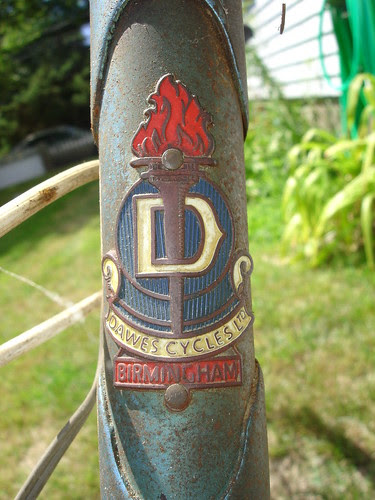 D
DAWES CYCLES LTD
BIRMINGHAM